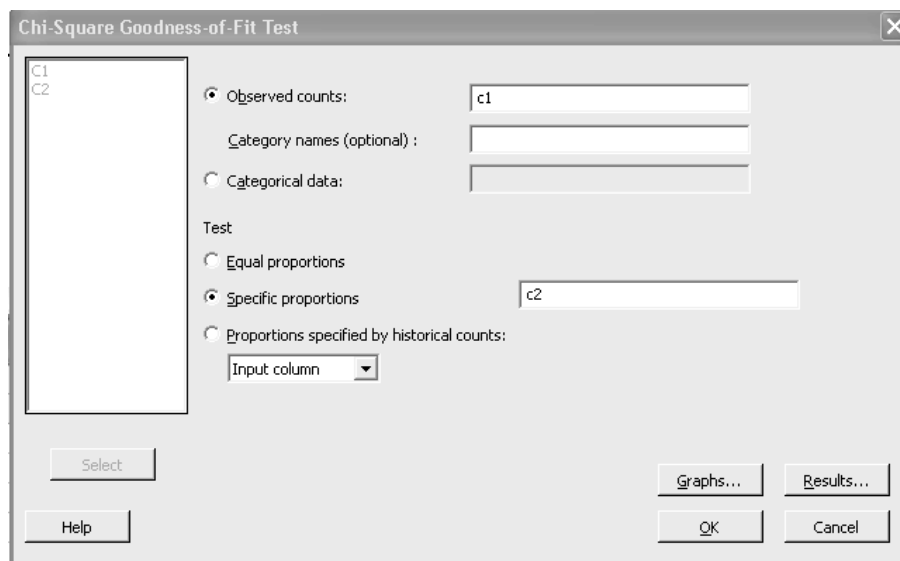 Chi-Square Goodness-of-Fit Test
C1
C2
Observed counts: c1
Category names (optional) :
Categorical data:
Test
Equal proportions
Specific proportions c2
Proportions specified by historical counts:
Input column
Select
Graphs... Results...
Help OK Cancel